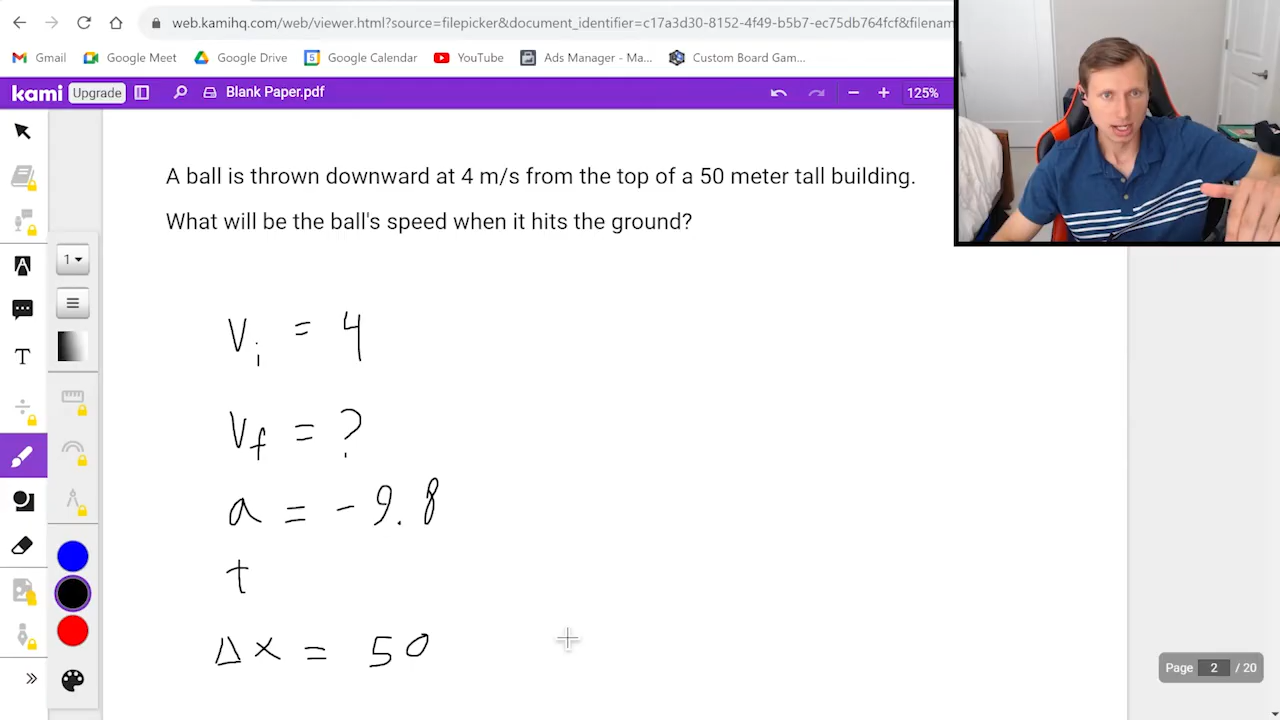 web.kamihq.com/web/viewer.html?source=filepicker&document_identifier=c17a3d30-8152-4f49-b5b7-ec75db764fcf&filenam
Gmail Google Meet Google Drive 5 Google Calendar YouTube Ads Manager - Ma... Custom Board Gam...
kami Upgrade Blank Paper.pdf 125%
A ball is thrown downward at 4 m/s from the top of a 50 meter tall building.
What will be the ball's speed when it hits the ground?
1
A
T
vi = 4
vf = ?
a = -9.8
t
Δx = 50
Page 2 / 20